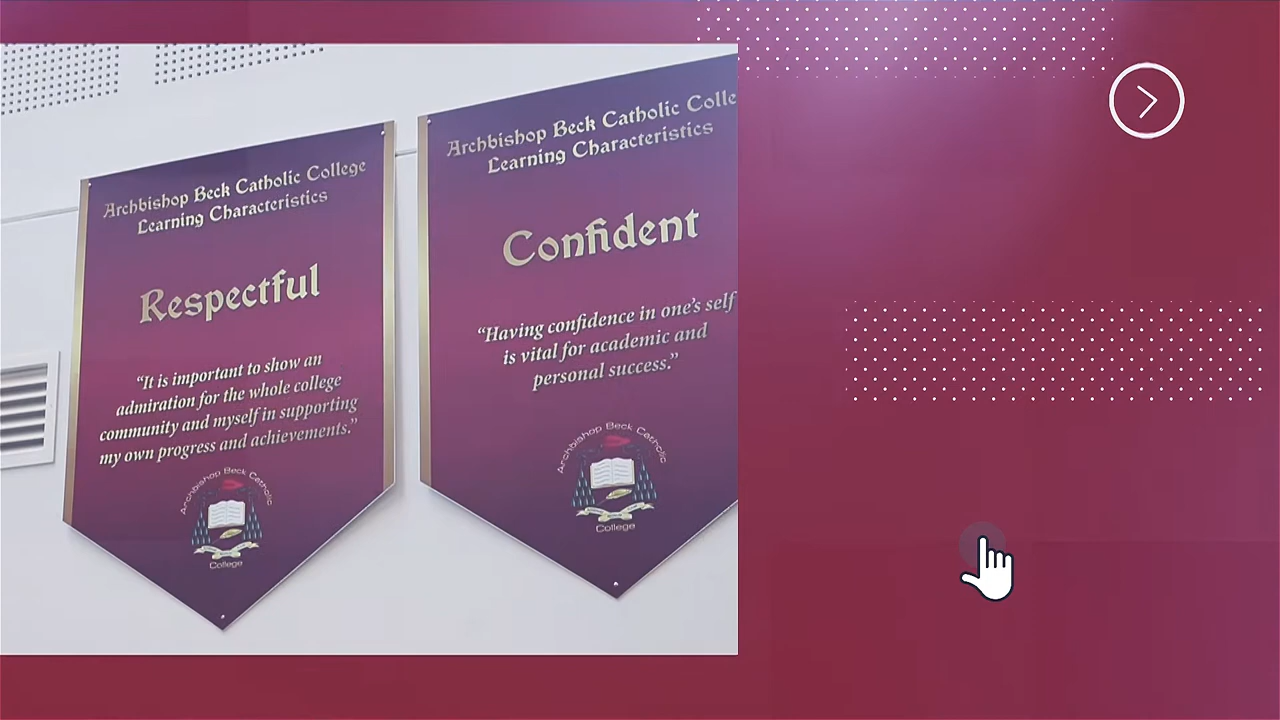 Archbishop Beck Catholic College
Learning Characteristics
Respectful
“It is important to show an
admiration for the whole college
community and myself in supporting
my own progress and achievements.”
Archbishop Beck Catholic
College
Archbishop Beck Catholic Colle
Learning Characteristics
Confident
“Having confidence in one’s self
is vital for academic and
personal success.”
Archbishop Beck Catholic
College